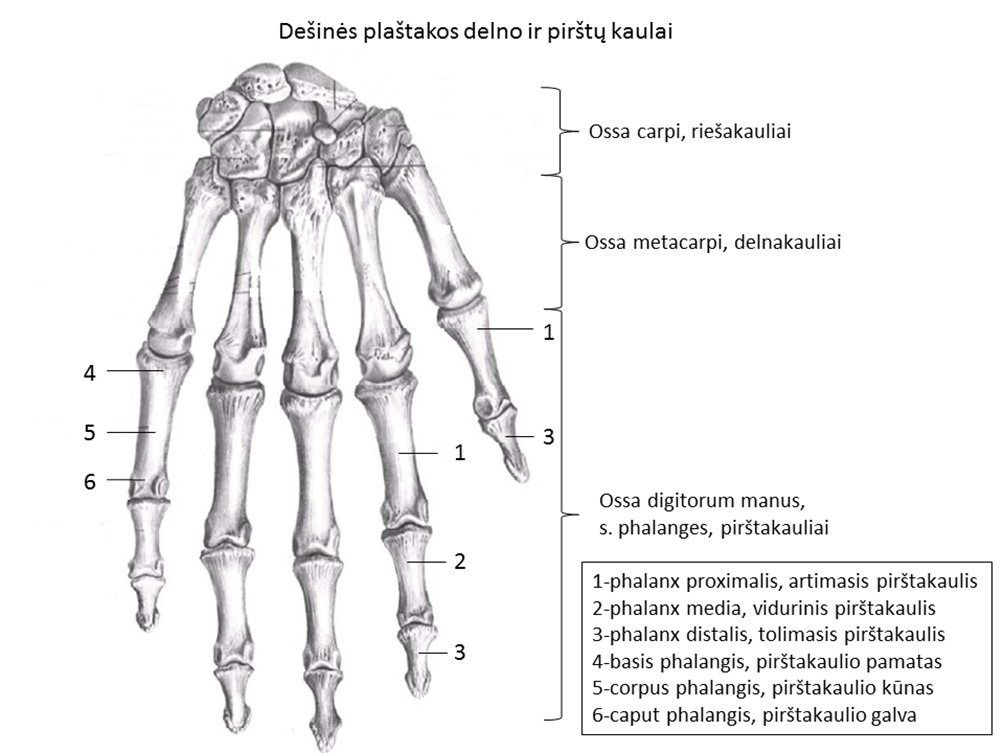 Dešinės plaštakos delno ir pirštų kaulai
Ossa carpi, riešakauliai
Ossa metacarpi, delnakauliai
1
4
5
3
1
6
Ossa digitorum manus,
s. phalanges, pirštakauliai
2
3
1-phalanx proximalis, artimasis pirštakaulis
2-phalanx media, vidurinis pirštakaulis
3-phalanx distalis, tolimasis pirštakaulis
4-basis phalangis, pirštakaulio pamatas
5-corpus phalangis, pirštakaulio kūnas
6-caput phalangis, pirštakaulio galva